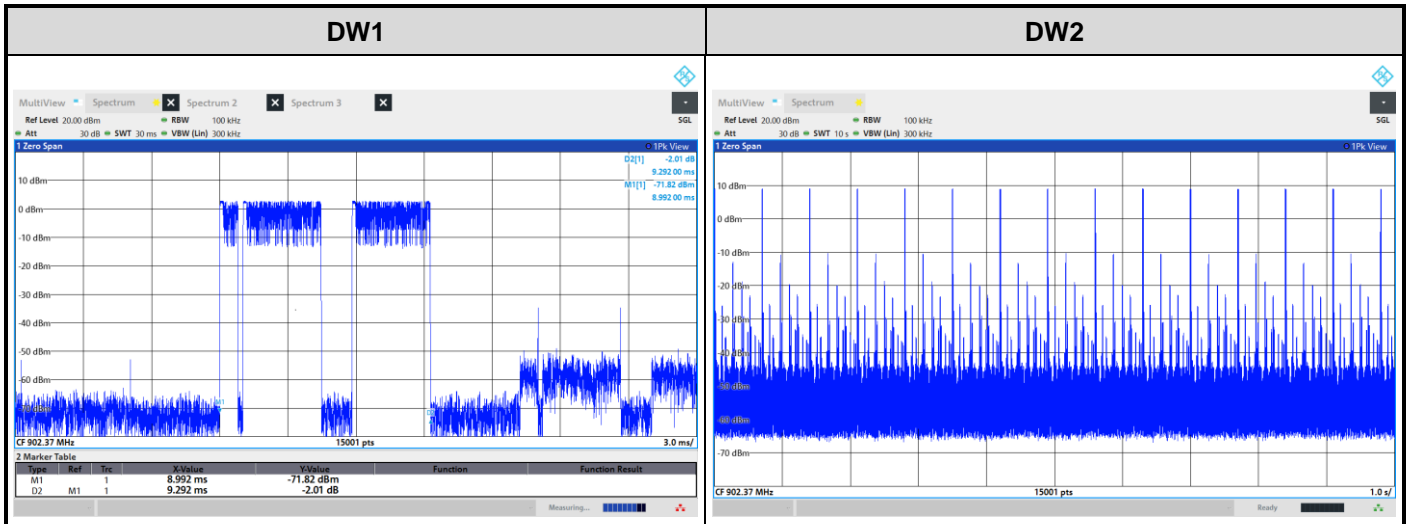 DW1
DW2
MultiView Spectrum Spectrum 2 Spectrum 3
Ref Level 20.00 dBm RBW 100 kHz SGL
Att 30 dB SWT 30 ms VBW (Lin) 300 kHz
1 Zero Span 1Pk View
D2[1] -2.01 dB
9.292 00 ms
M1[1] -71.82 dBm
8.992 00 ms
10 dBm
0 dBm
-10 dBm
-20 dBm
-30 dBm
-40 dBm
-50 dBm
-60 dBm
M1
CF 902.37 MHz 15001 pts 3.0 ms/
2 Marker Table
Type Ref Trc X-Value Y-Value Function Function Result
M1 1 8.992 ms -71.82 dBm
D2 M1 1 9.292 ms -2.01 dB
Measuring...
MultiView Spectrum
Ref Level 20.00 dBm RBW 100 kHz SGL
Att 30 dB SWT 10 s VBW (Lin) 300 kHz
1 Zero Span 1Pk View
10 dBm
0 dBm
-10 dBm
-20 dBm
-30 dBm
-40 dBm
-70 dBm
CF 902.37 MHz 15001 pts 1.0 s/
Ready